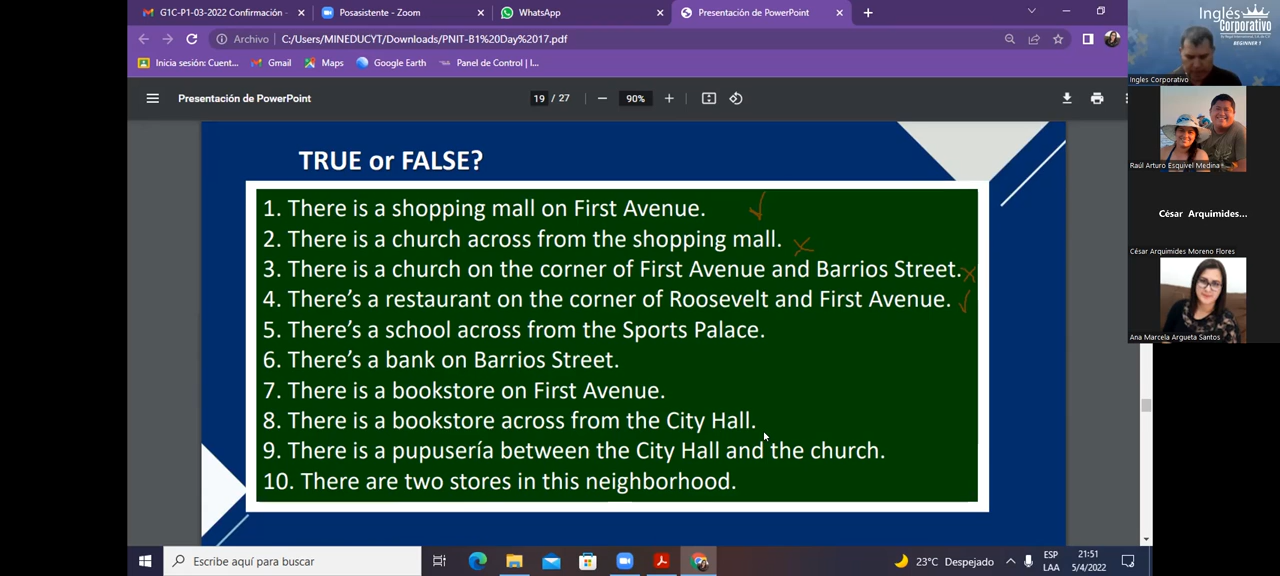 G1C-P1-03-2022 Confirmación -
Posasistente - Zoom
WhatsApp
Presentación de PowerPoint
Archivo
C:/Users/MINEDUCYT/Downloads/PNIT-B1%20Day%2017.pdf
Inicia sesión: Cuent...
Gmail
Maps
Google Earth
Panel de Control | I...
Presentación de PowerPoint
19 / 27
90%
TRUE or FALSE?
1. There is a shopping mall on First Avenue.
2. There is a church across from the shopping mall.
3. There is a church on the corner of First Avenue and Barrios Street.
4. There's a restaurant on the corner of Roosevelt and First Avenue.
5. There's a school across from the Sports Palace.
6. There's a bank on Barrios Street.
7. There is a bookstore on First Avenue.
8. There is a bookstore across from the City Hall.
9. There is a pupusería between the City Hall and the church.
10. There are two stores in this neighborhood.
Escribe aquí para buscar
23°C Despejado
ESP
LAA
21:51
5/4/2022
Inglés
Corporativo
BEGINNER 1
Ingles Corporativo
Raúl Arturo Esquivel Medina
César Arquimides...
César Arquimides Moreno Flores
Ana Marcela Argueta Santos